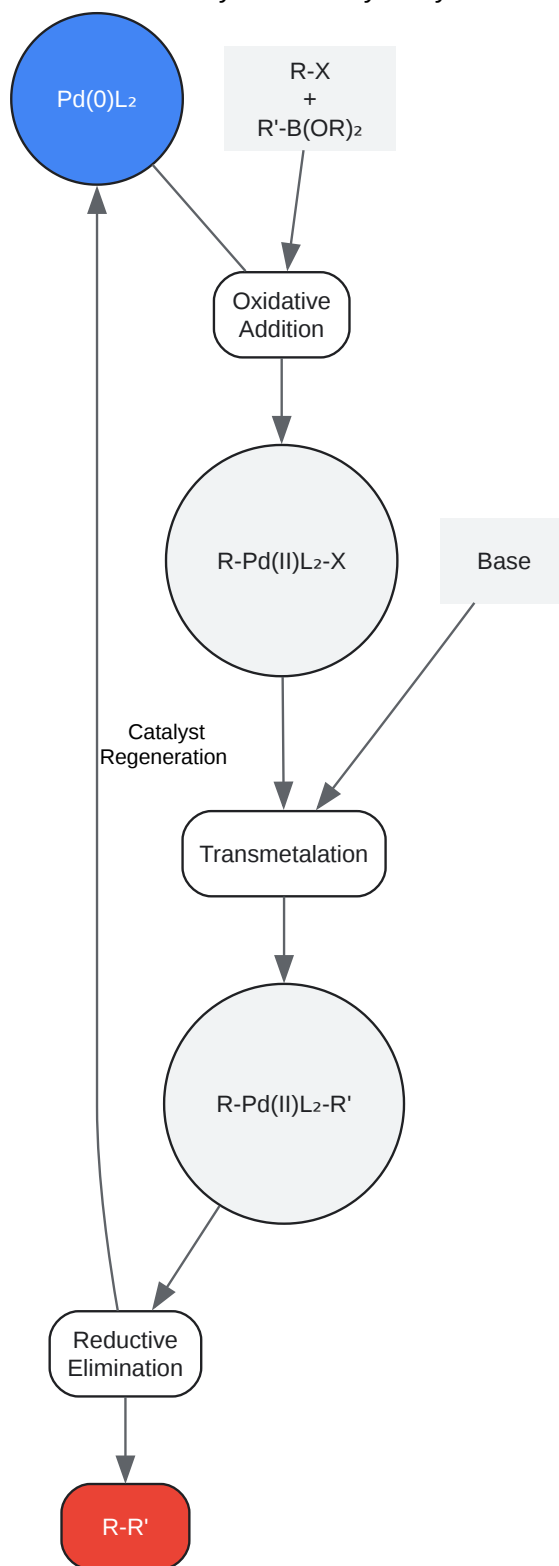 Pd(0)L₂
R-X
+
R'-B(OR)₂
Oxidative
Addition
R-Pd(II)L₂-X
Base
Catalyst
Regeneration
Transmetalation
R-Pd(II)L₂-R'
Reductive
Elimination
R-R'